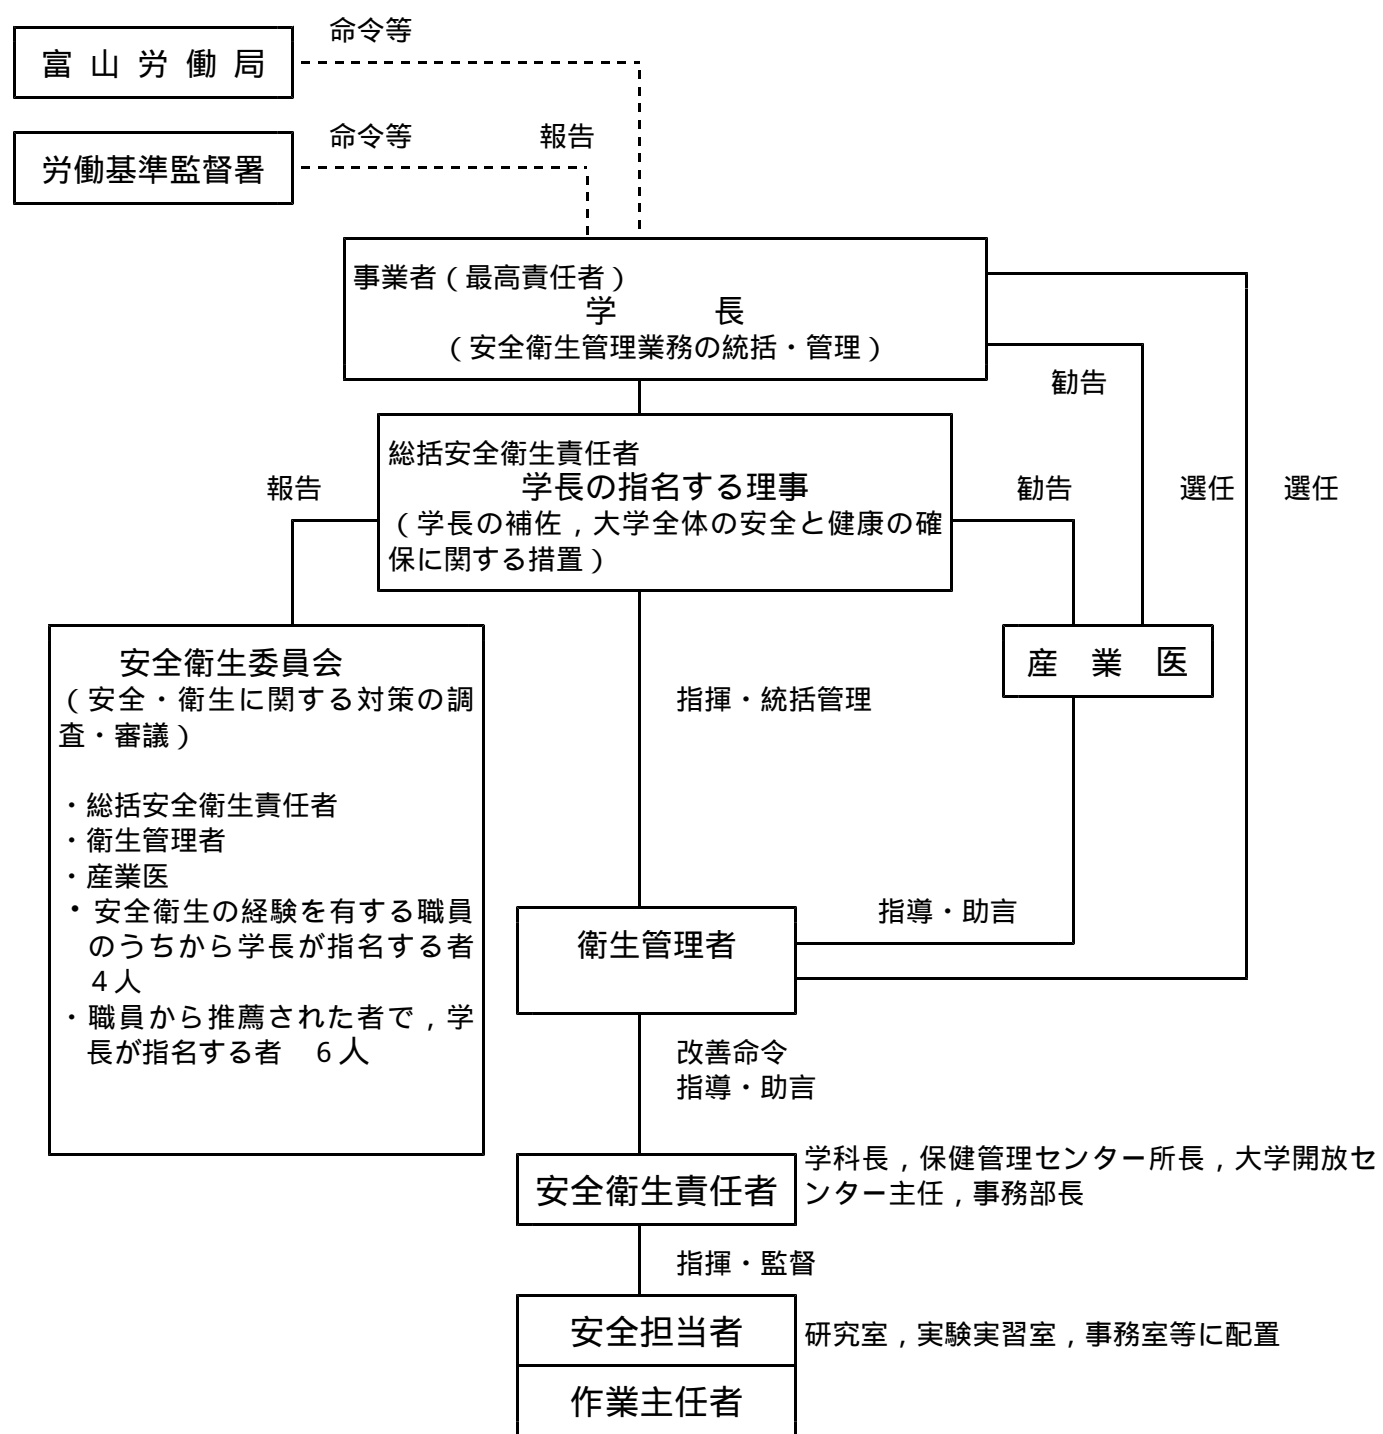 命令等
富山労働局
命令等　報告
労働基準監督署
事業者（最高責任者）
学　長
（安全衛生管理業務の統括・管理）
勧告
総括安全衛生責任者
報告　学長の指名する理事　勧告　選任　選任
（学長の補佐，大学全体の安全と健康の確
保に関する措置）
安全衛生委員会
（安全・衛生に関する対策の調
査・審議）
産業医
指揮・統括管理
・総括安全衛生責任者
・衛生管理者
・産業医
・安全衛生の経験を有する職員
のうちから学長が指名する者
４人
・職員から推薦された者で，学
長が指名する者　６人
指導・助言
衛生管理者
改善命令
指導・助言
安全衛生責任者
学科長，保健管理センター所長，大学開放セ
ンター主任，事務部長
指揮・監督
安全担当者
研究室，実験実習室，事務室等に配置
作業主任者